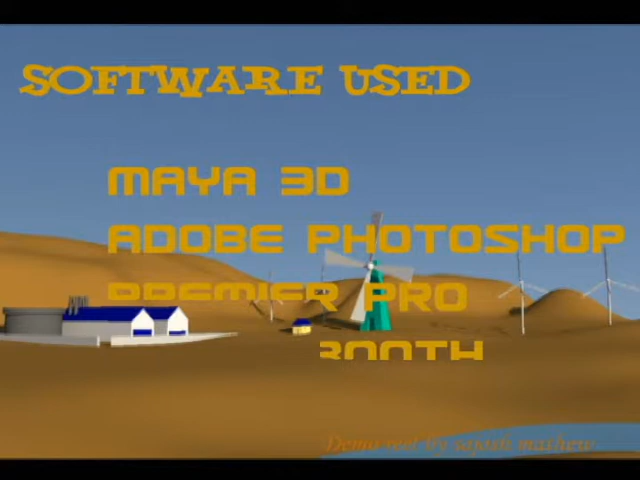 SOFTWARE USED
MAYA 3D
ADOBE PHOTOSHOP
PREMIER PRO
Demo reel by